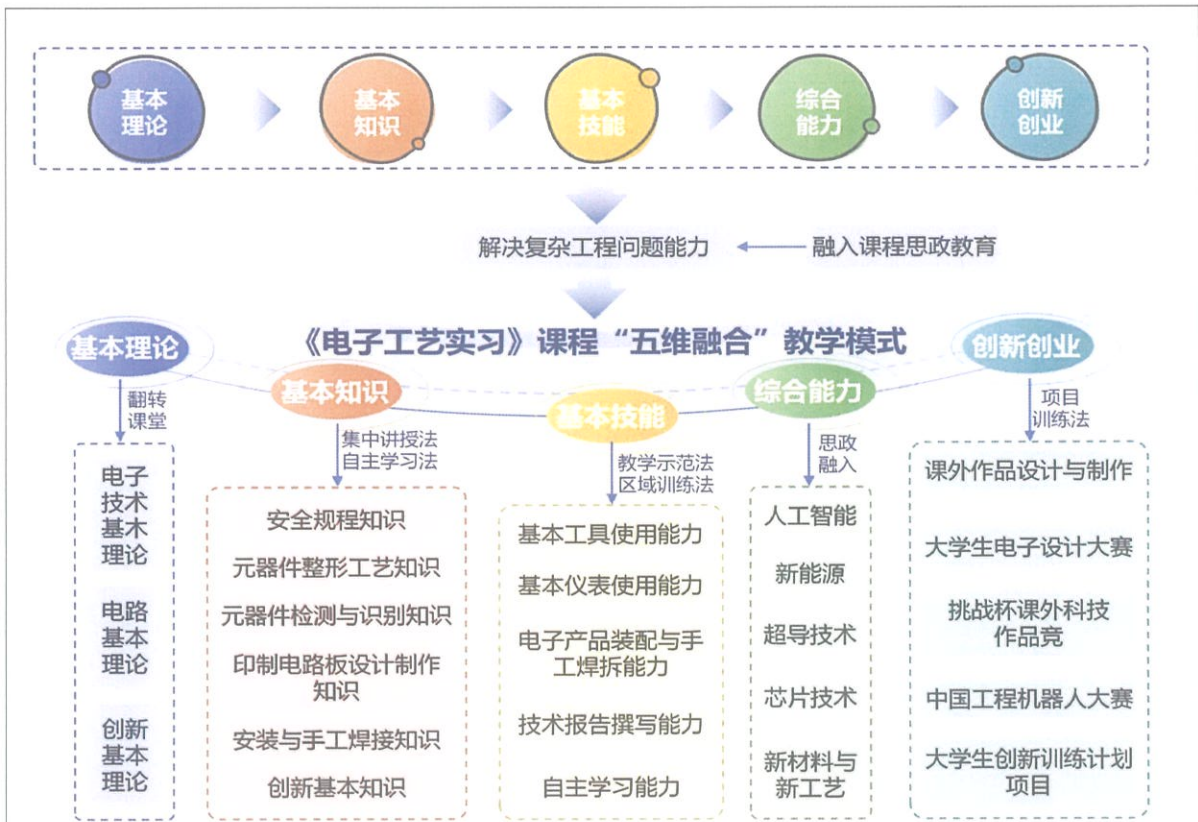 基本
理论
基本
知识
基本
技能
综合
能力
创新
创业
解决复杂工程问题能力
融入课程思政教育
《电子工艺实习》课程“五维融合”教学模式
基本理论
基本知识
基本技能
综合能力
创新创业
翻转
课堂
电子
技术
基木
理论
电路
基本
理论
创新
基本
理论
集中讲授法
自主学习法
安全规程知识
元器件整形工艺知识
元器件检测与识别知识
印制电路板设计制作
知识
安装与手工焊接知识
创新基本知识
教学示范法
区域训练法
基本工具使用能力
基本仪表使用能力
电子产品装配与手
工焊拆能力
技术报告撰写能力
自主学习能力
思政
融入
人工智能
新能源
超导技术
芯片技术
新材料与
新工艺
项目
训练法
课外作品设计与制作
大学生电子设计大赛
挑战杯课外科技
作品竞
中国工程机器人大赛
大学生创新训练计划
项目